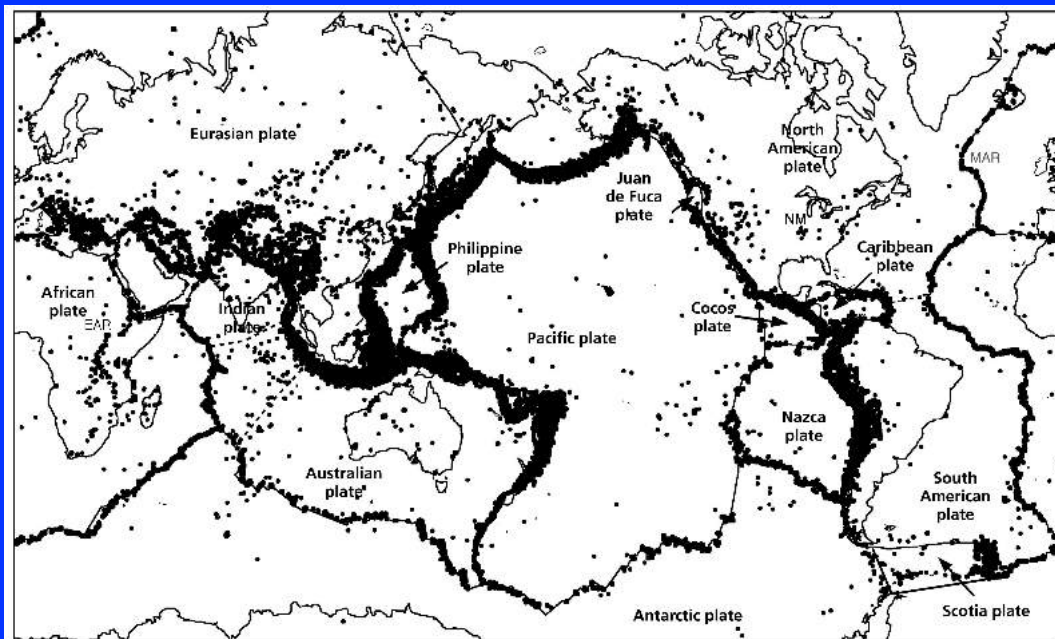 Eurasian plate
North
American
plate
MAR
Juan
de Fuca
plate
NM
Philippine
plate
Caribbean
plate
African
plate
EAR
Indian
plate
Cocos
plate
Pacific plate
Nazca
plate
Australian
plate
South
American
plate
Antarctic plate
Scotia plate